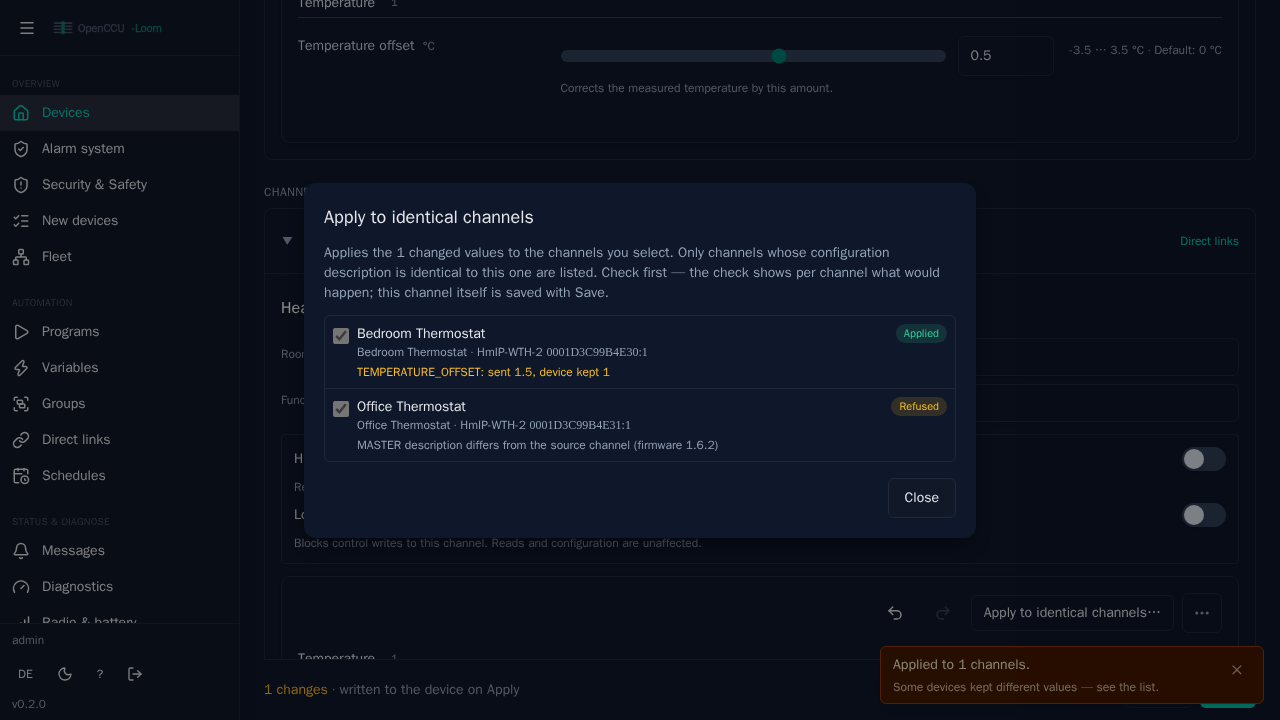 OpenCCU -Loom
OVERVIEW
Devices
Alarm system
Security & Safety
New devices
Fleet
AUTOMATION
Programs
Variables
Groups
Direct links
Schedules
STATUS & DIAGNOSE
Messages
Diagnostics
Radio & battery
admin
DE
?
v0.2.0
Temperature 1
Temperature offset °C
0.5
-3.5 ··· 3.5 °C · Default: 0 °C
Corrects the measured temperature by this amount.
Direct links
Apply to identical channels
Applies the 1 changed values to the channels you select. Only channels whose configuration
description is identical to this one are listed. Check first — the check shows per channel what would
happen; this channel itself is saved with Save.
Bedroom Thermostat
Applied
Bedroom Thermostat · HmIP-WTH-2 0001D3C99B4E30:1
TEMPERATURE_OFFSET: sent 1.5, device kept 1
Office Thermostat
Refused
Office Thermostat · HmIP-WTH-2 0001D3C99B4E31:1
MASTER description differs from the source channel (firmware 1.6.2)
Close
Blocks control writes to this channel. Reads and configuration are unaffected.
Apply to identical channels···
Temperature 1
1 changes · written to the device on Apply
Applied to 1 channels.
Some devices kept different values — see the list.